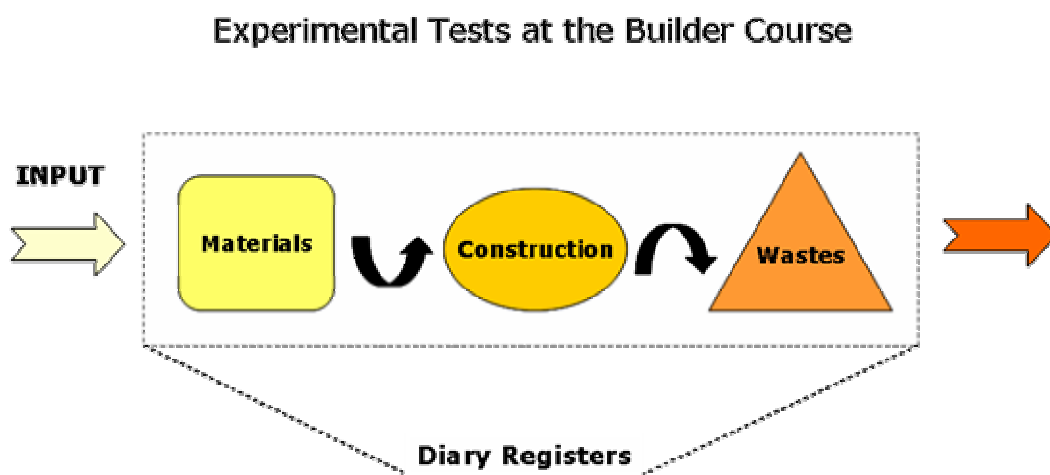 Experimental Tests at the Builder Course
INPUT
Materials
Construction
Wastes
Diary Registers